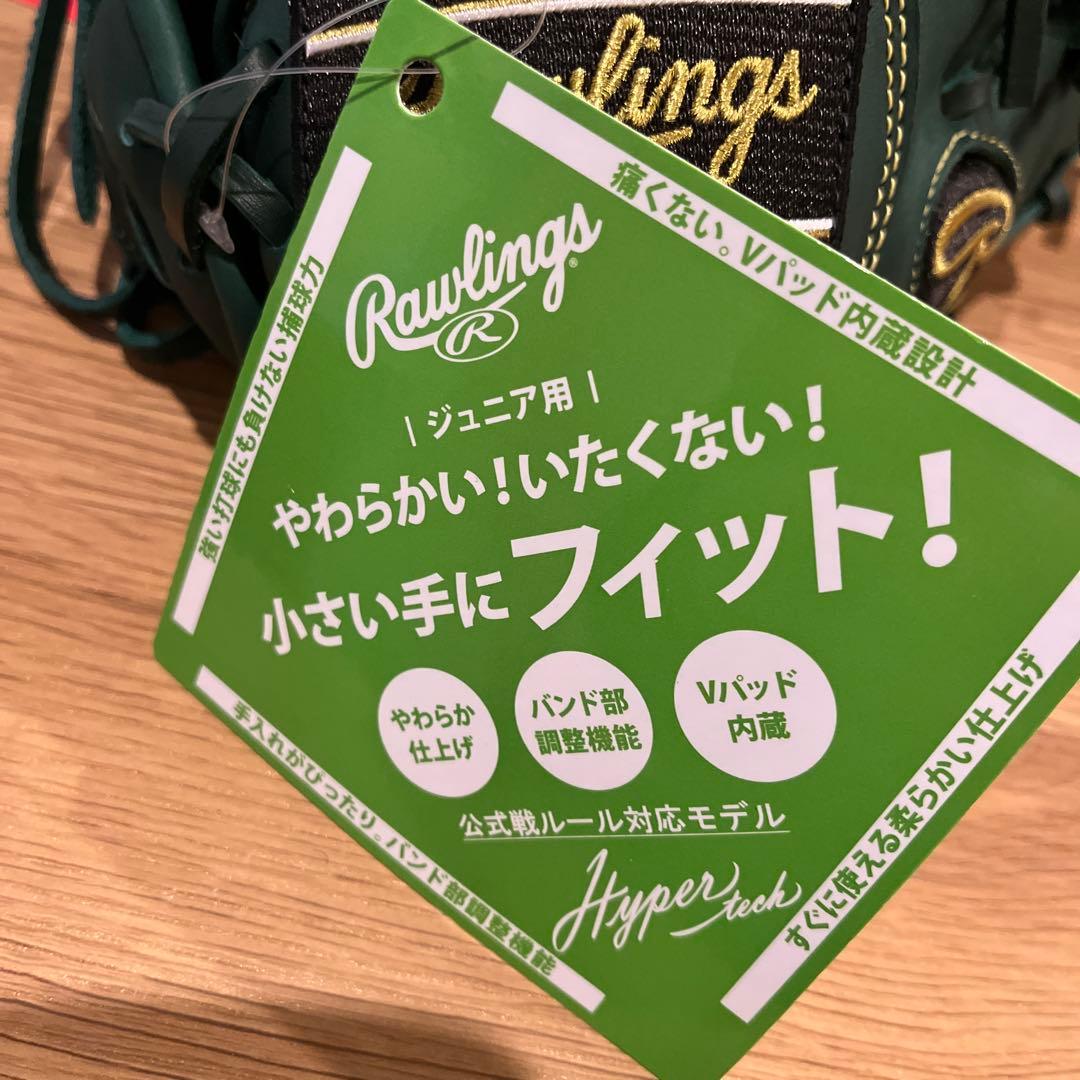 Rawlings
痛くない。Vパッド内蔵設計
強い打球にも負けない捕球力
Rawlings
R
ジュニア用
やわらかい!いたくない!
小さい手にフィット!
やわらか
仕上げ
バンド部
調整機能
Vパッド
内蔵
公式戦ルール対応モデル
Hyper tech
手入れがぴったり。バンド部調整機能
すぐに使える柔らかい仕上げ
R